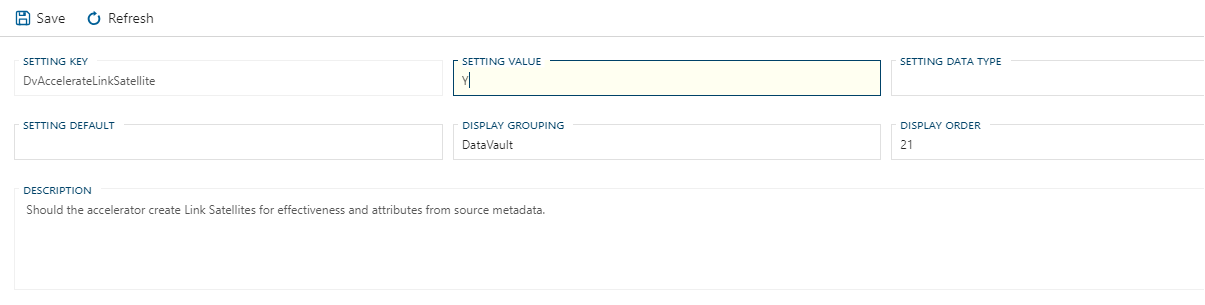 Save Refresh
SETTING KEY SETTING VALUE SETTING DATA TYPE
DvAccelerateLinkSatellite Y
SETTING DEFAULT DISPLAY GROUPING DISPLAY ORDER
DataVault 21
DESCRIPTION
Should the accelerator create Link Satellites for effectiveness and attributes from source metadata.